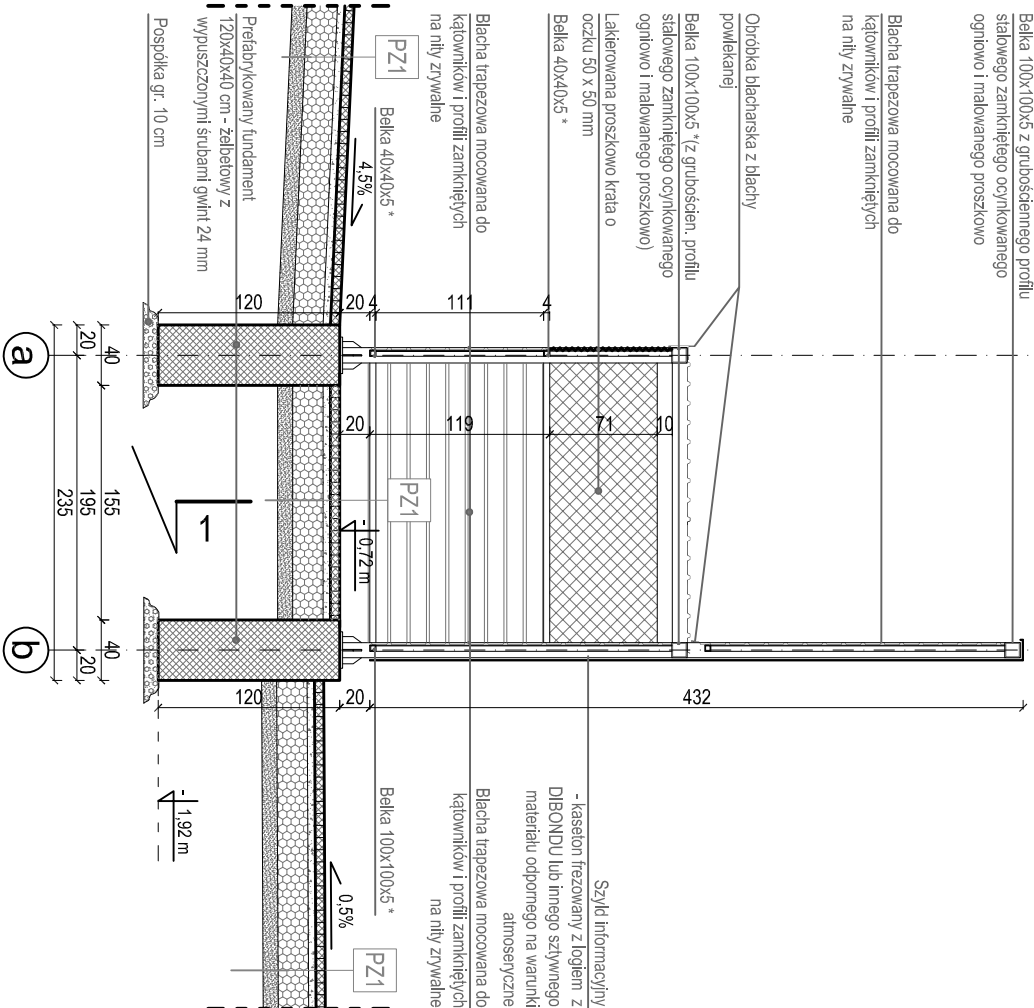 Belka 100x100x5 z grubościennego profilu
stalowego zamkniętego ocynkowanego
ogniowo i malowanego proszkowo
Blacha trapezowa mocowana do
kątowników i profili zamkniętych
na nity zrywalne
Obróbka blacharska z blachy
powlekanej
Belka 100x100x5 *(z grubościen. profilu
stalowego zamkniętego ocynkowanego
ogniowo i malowanego proszkowo)
Lakierowana proszkowo krata o
oczku 50 x 50 mm
Belka 40x40x5 *
Blacha trapezowa mocowana do
kątowników i profili zamkniętych
na nity zrywalne
Belka 40x40x5 *
PZ1
4,5%
Prefabrykowany fundament
120x40x40 cm - żelbetowy z
wypuszczonymi śrubami gwint 24 mm
Pospółka gr. 10 cm
120
20
4
111
4
20
119
71
10
PZ1
- 0,72 m
1
40
155
40
20
195
20
235
a
b
120
20
432
- 1,92 m
Szyld informacyjny
- kaseton frezowany z logiem z
DIBONDU lub innego sztywnego
materiału odpornego na warunki
atmoseryczne
Blacha trapezowa mocowana do
kątowników i profili zamkniętych
na nity zrywalne
Belka 100x100x5 *
0,5%
PZ1